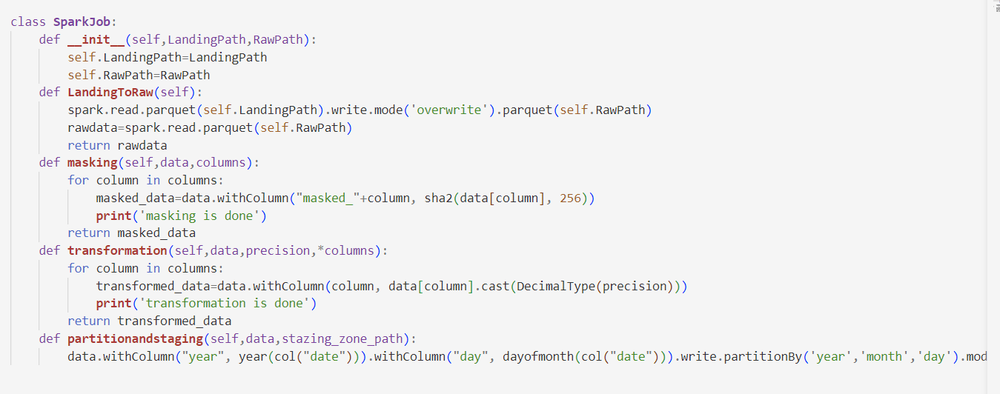 class SparkJob:
    def __init__(self,LandingPath,RawPath):
        self.LandingPath=LandingPath
        self.RawPath=RawPath
    def LandingToRaw(self):
        spark.read.parquet(self.LandingPath).write.mode('overwrite').parquet(self.RawPath)
        rawdata=spark.read.parquet(self.RawPath)
        return rawdata
    def masking(self,data,columns):
        for column in columns:
            masked_data=data.withColumn("masked_"+column, sha2(data[column], 256))
            print('masking is done')
        return masked_data
    def transformation(self,data,precision,*columns):
        for column in columns:
            transformed_data=data.withColumn(column, data[column].cast(DecimalType(precision)))
            print('transformation is done')
        return transformed_data
    def partitionandstaging(self,data,stazing_zone_path):
        data.withColumn("year", year(col("date"))).withColumn("day", dayofmonth(col("date"))).write.partitionBy('year','month','day').mod